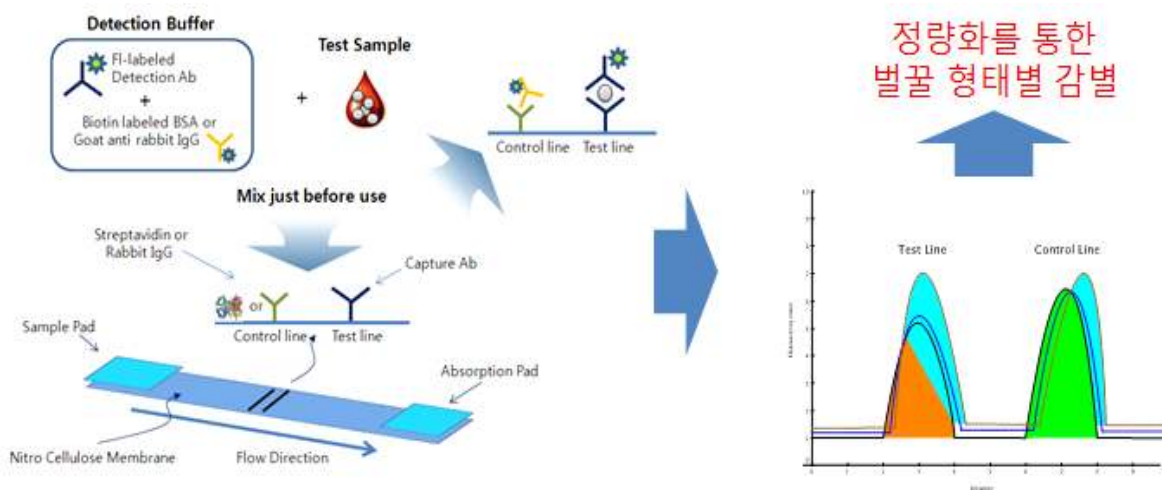 Detection Buffer
Fl-labeled
Detection Ab
+
Biotin labeled BSA or
Goat anti rabbit IgG
+
Test Sample
Control line
Test line
Mix just before use
Streptavidin or
Rabbit IgG
Capture Ab
or
Control line
Test line
Sample Pad
Absorption Pad
Nitro Cellulose Membrane
Flow Direction
정량화를 통한
벌꿀 형태별 감별
Test Line
Control Line